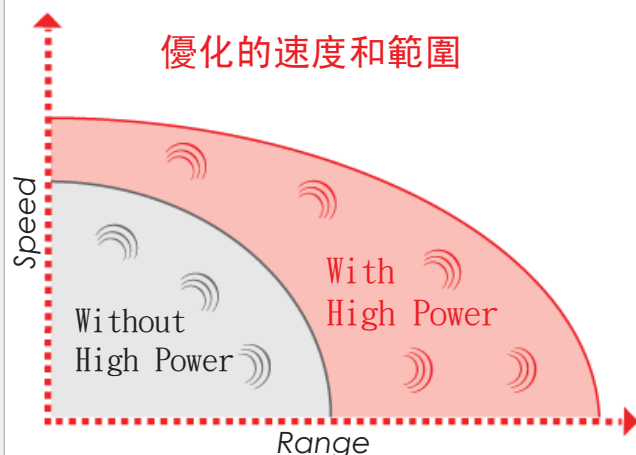 優化的速度和範圍
Speed
With
High Power
Without
High Power
Range